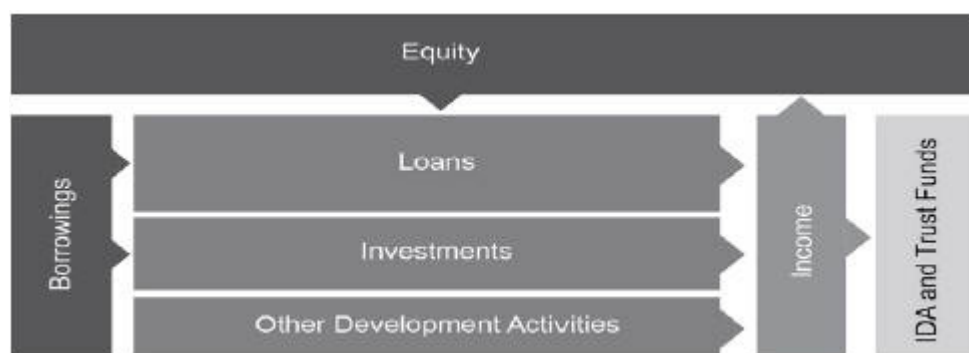 Equity
Borrowings
Loans
Investments
Other Development Activities
Income
IDA and Trust Funds